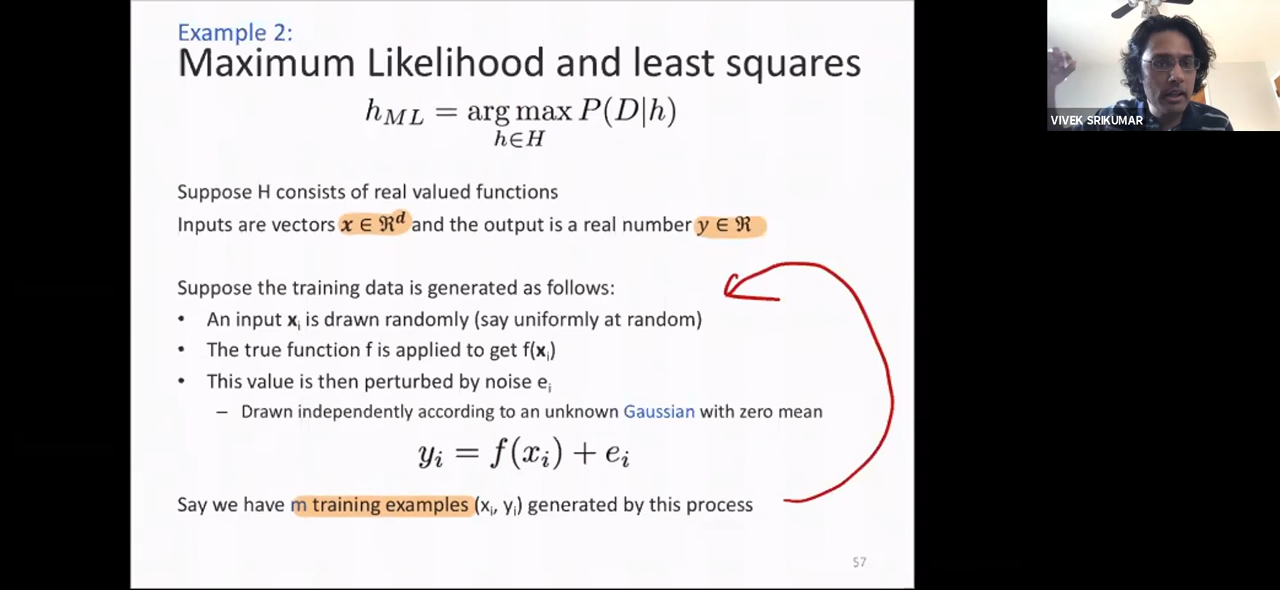 Example 2:
Maximum Likelihood and least squares
h_{ML} = arg max P(D|h)
h∈H
Suppose H consists of real valued functions
Inputs are vectors x ∈ ℜ^d and the output is a real number y ∈ ℜ
Suppose the training data is generated as follows:
• An input x_i is drawn randomly (say uniformly at random)
• The true function f is applied to get f(x_i)
• This value is then perturbed by noise e_i
– Drawn independently according to an unknown Gaussian with zero mean
y_i = f(x_i) + e_i
Say we have m training examples (x_i, y_i) generated by this process
57
VIVEK SRIKUMAR